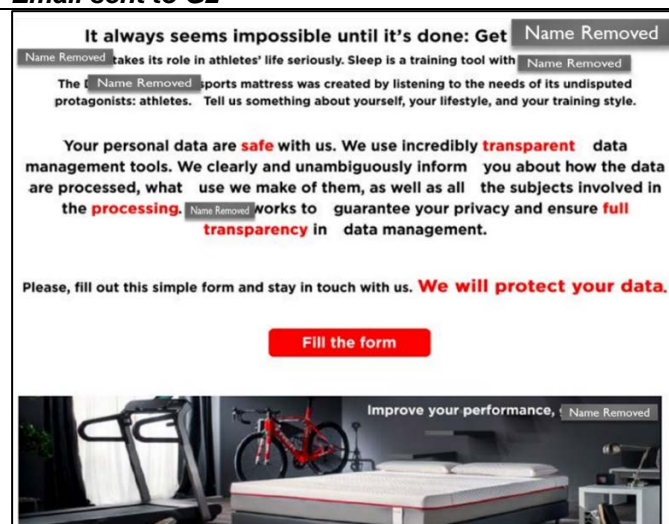 Email sent to G2
It always seems impossible until it's done: Get Name Removed
Name Removed takes its role in athletes' life seriously. Sleep is a training tool with Name Removed
The Name Removed sports mattress was created by listening to the needs of its undisputed
protagonists: athletes. Tell us something about yourself, your lifestyle, and your training style.
Your personal data are safe with us. We use incredibly transparent data
management tools. We clearly and unambiguously inform you about how the data
are processed, what use we make of them, as well as all the subjects involved in
the processing. Name Removed works to guarantee your privacy and ensure full
transparency in data management.
Please, fill out this simple form and stay in touch with us. We will protect your data.
Fill the form
Improve your performance, Name Removed